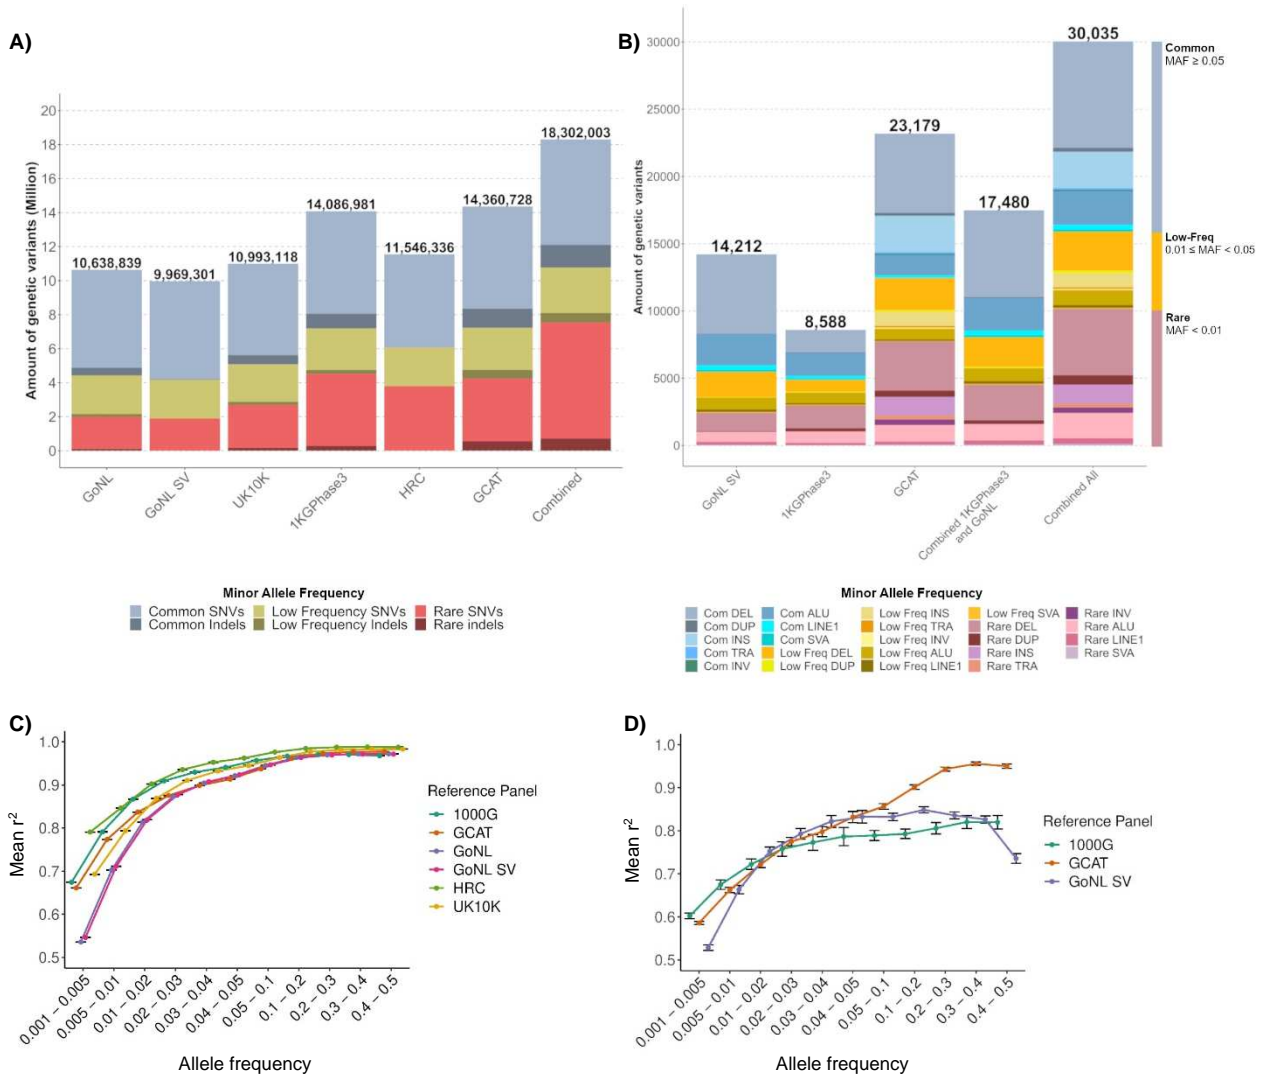 A)
Amount of genetic variants (Million)
20
18
16
14
12
10
8
6
4
2
0
10,638,839
9,969,301
10,993,118
14,086,981
11,546,336
14,360,728
18,302,003
GoNL
GoNL SV
UK10K
1KGPhase3
HRC
GCAT
Combined
Minor Allele Frequency
Common SNVs
Low Frequency SNVs
Rare SNVs
Common Indels
Low Frequency Indels
Rare indels
B)
Amount of genetic variants
30000
25000
20000
15000
10000
5000
0
14,212
8,588
23,179
17,480
30,035
GoNL SV
1KGPhase3
GCAT
Combined 1KGPhase3
and GoNL
Combined All
Common
MAF ≥ 0.05
Low-Freq
0.01 ≤ MAF < 0.05
Rare
MAF < 0.01
Minor Allele Frequency
Com DEL
Com DUP
Com INS
Com TRA
Com INV
Com ALU
Com LINE1
Com SVA
Low Freq DEL
Low Freq DUP
Low Freq INS
Low Freq TRA
Low Freq INV
Low Freq ALU
Low Freq LINE1
Low Freq SVA
Rare DEL
Rare DUP
Rare INS
Rare TRA
Rare INV
Rare ALU
Rare LINE1
Rare SVA
C)
Mean r²
1.0
0.9
0.8
0.7
0.6
0.5
0.001 – 0.005
0.005 – 0.01
0.01 – 0.02
0.02 – 0.03
0.03 – 0.04
0.04 – 0.05
0.05 – 0.1
0.1 – 0.2
0.2 – 0.3
0.3 – 0.4
0.4 – 0.5
Allele frequency
Reference Panel
1000G
GCAT
GoNL
GoNL SV
HRC
UK10K
D)
Mean r²
1.0
0.9
0.8
0.7
0.6
0.5
0.001 – 0.005
0.005 – 0.01
0.01 – 0.02
0.02 – 0.03
0.03 – 0.04
0.04 – 0.05
0.05 – 0.1
0.1 – 0.2
0.2 – 0.3
0.3 – 0.4
0.4 – 0.5
Allele frequency
Reference Panel
1000G
GCAT
GoNL SV